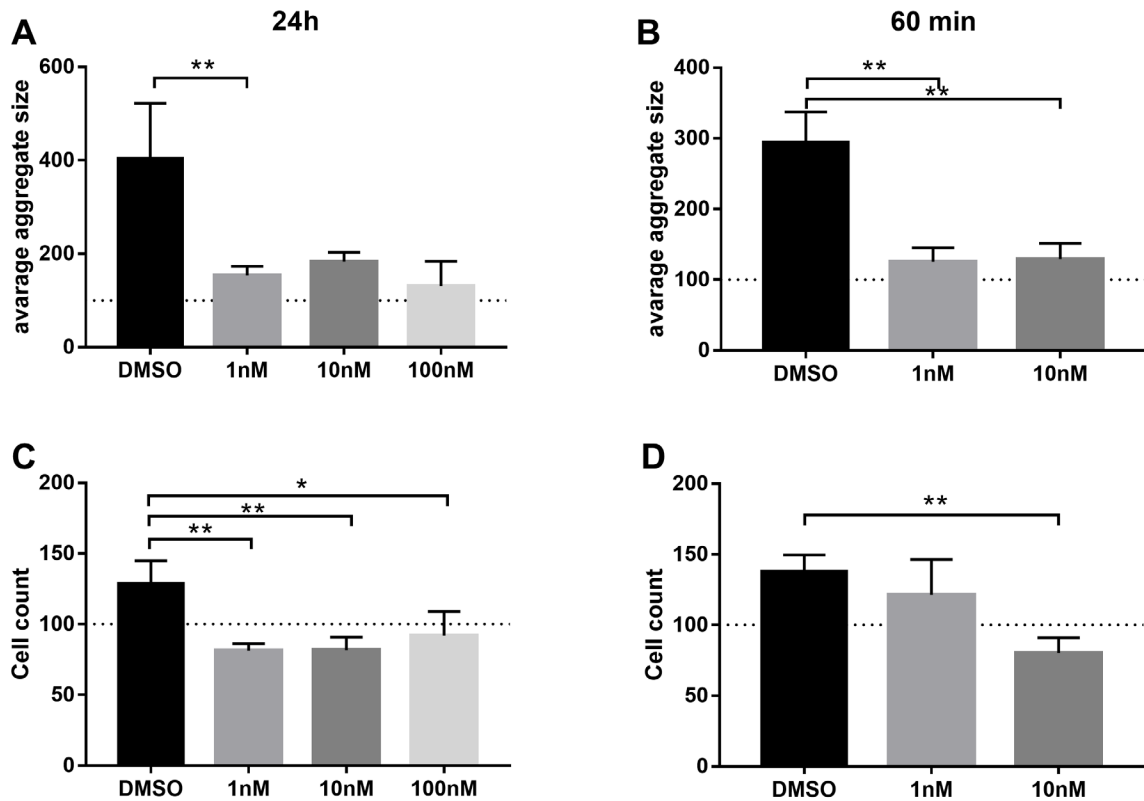 A
24h
avarage aggregate size
600
400
200
0
**
DMSO 1nM 10nM 100nM
B
60 min
avarage aggregate size
400
300
200
100
0
**
**
DMSO 1nM 10nM
C
Cell count
200
150
100
50
0
*
**
**
DMSO 1nM 10nM 100nM
D
Cell count
200
150
100
50
0
**
DMSO 1nM 10nM